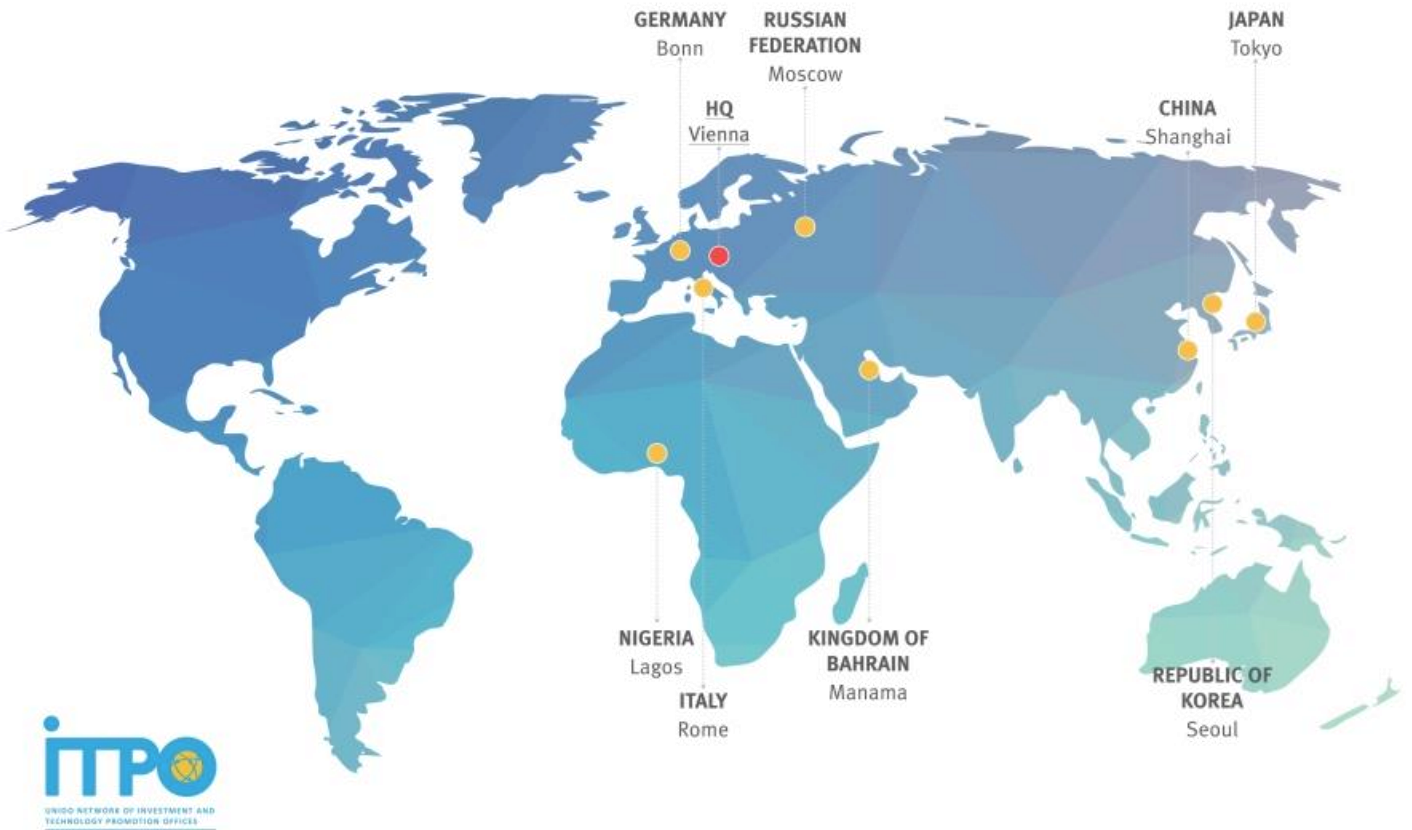 GERMANY
Bonn
RUSSIAN
FEDERATION
Moscow
JAPAN
Tokyo
HQ
Vienna
CHINA
Shanghai
NIGERIA
Lagos
KINGDOM OF
BAHRAIN
Manama
ITALY
Rome
REPUBLIC OF
KOREA
Seoul
iTPO
UNIDO NETWORK OF INVESTMENT AND
TECHNOLOGY PROMOTION OFFICES